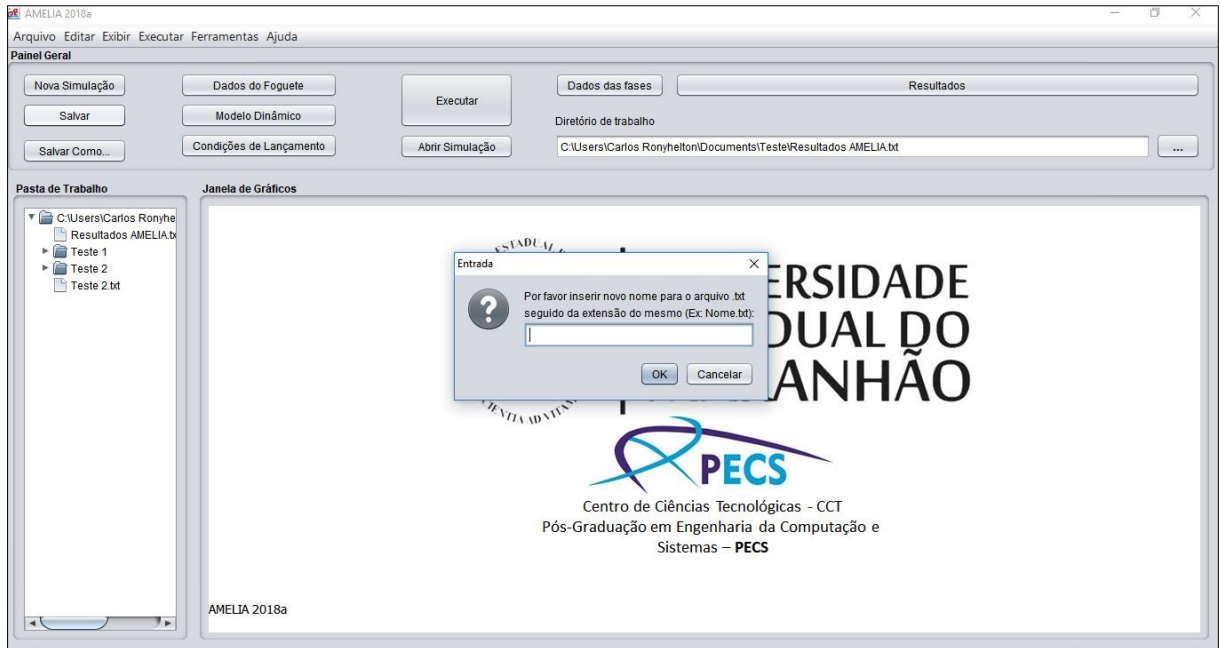 AMELIA 2018a
Arquivo Editar Exibir Executar Ferramentas Ajuda
Painel Geral
Nova Simulação Dados do Foguete Executar Dados das fases Resultados
Salvar Modelo Dinâmico Diretório de trabalho
Salvar Como... Condições de Lançamento Abrir Simulação C:\Users\Carlos Ronyhelton\Documents\Teste\Resultados AMELIA.txt ...
Pasta de Trabalho Janela de Gráficos
C:\Users\Carlos Ronyhe
Resultados AMELIA.tx
Teste 1
Teste 2
Teste 2.txt
ESTADUAL
Entrada
Por favor inserir novo nome para o arquivo .txt
seguido da extensão do mesmo (Ex: Nome.txt):
OK Cancelar
ERSIDADE
DUAL DO
ANHÃO
SCIENTIA AD VITAM
PECS
Centro de Ciências Tecnológicas - CCT
Pós-Graduação em Engenharia da Computação e
Sistemas – PECS
AMELIA 2018a